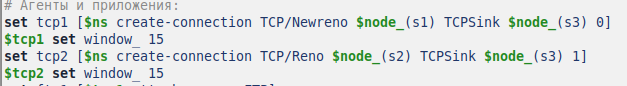 # Агенты и приложения:
set tcp1 [$ns create-connection TCP/Newreno $node_(s1) TCPSink $node_(s3) 0]
$tcp1 set window_ 15
set tcp2 [$ns create-connection TCP/Reno $node_(s2) TCPSink $node_(s3) 1]
$tcp2 set window_ 15